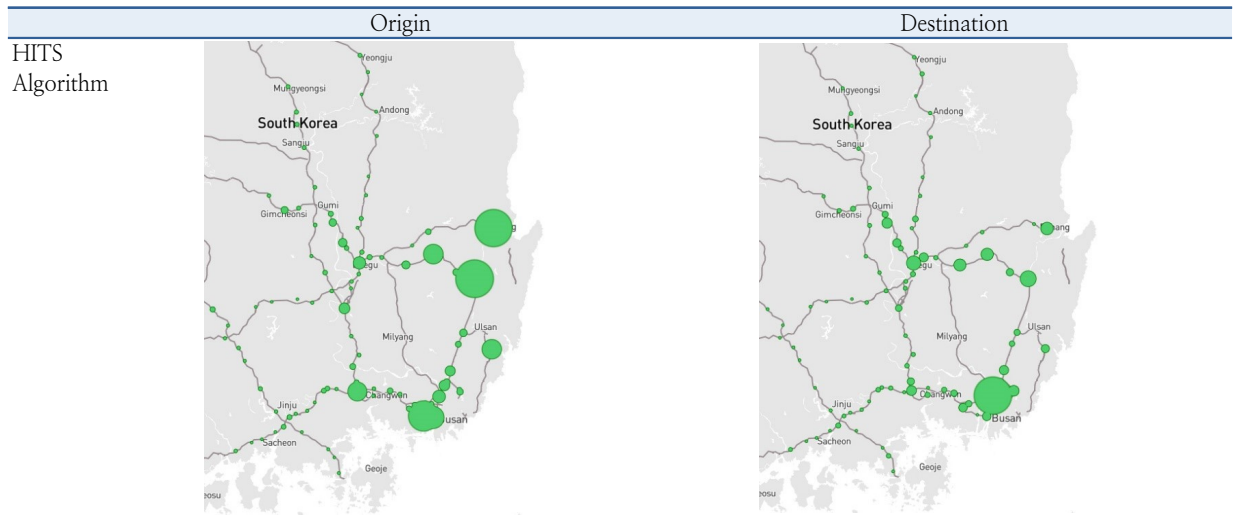 Origin
Destination
HITS
Algorithm
Yeongju
Mungyeongsi
Andong
South Korea
Sangju
Gumi
Gimcheonsi
Ulsan
Milyang
Changwon
Jinju
Sacheon
Geoje
Yeongju
Mungyeongsi
Andong
South Korea
Sangju
Gumi
Gimcheonsi
Ulsan
Milyang
Changwon
Busan
Jinju
Sacheon
Geoje